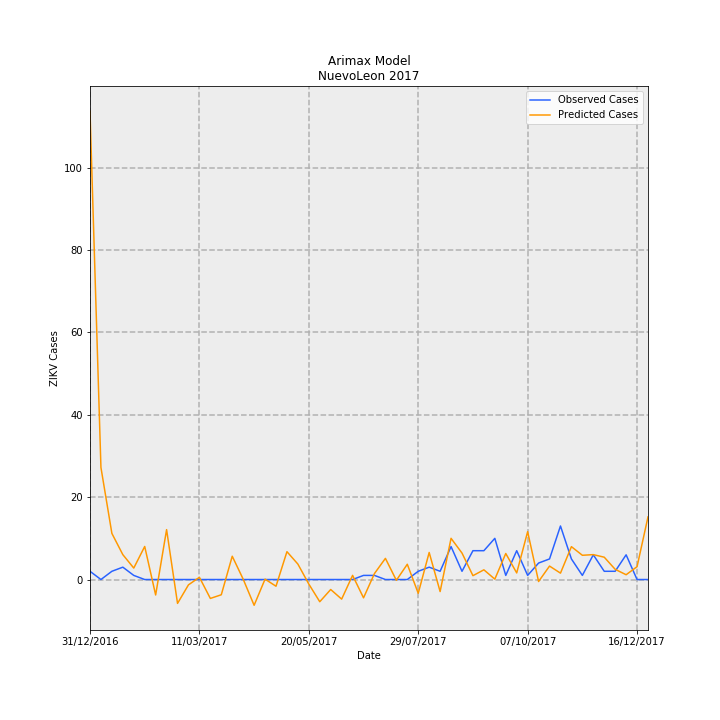 Arimax Model
NuevoLeon 2017
Observed Cases
Predicted Cases
100
80
60
40
20
0
ZIKV Cases
31/12/2016
11/03/2017
20/05/2017
29/07/2017
07/10/2017
16/12/2017
Date